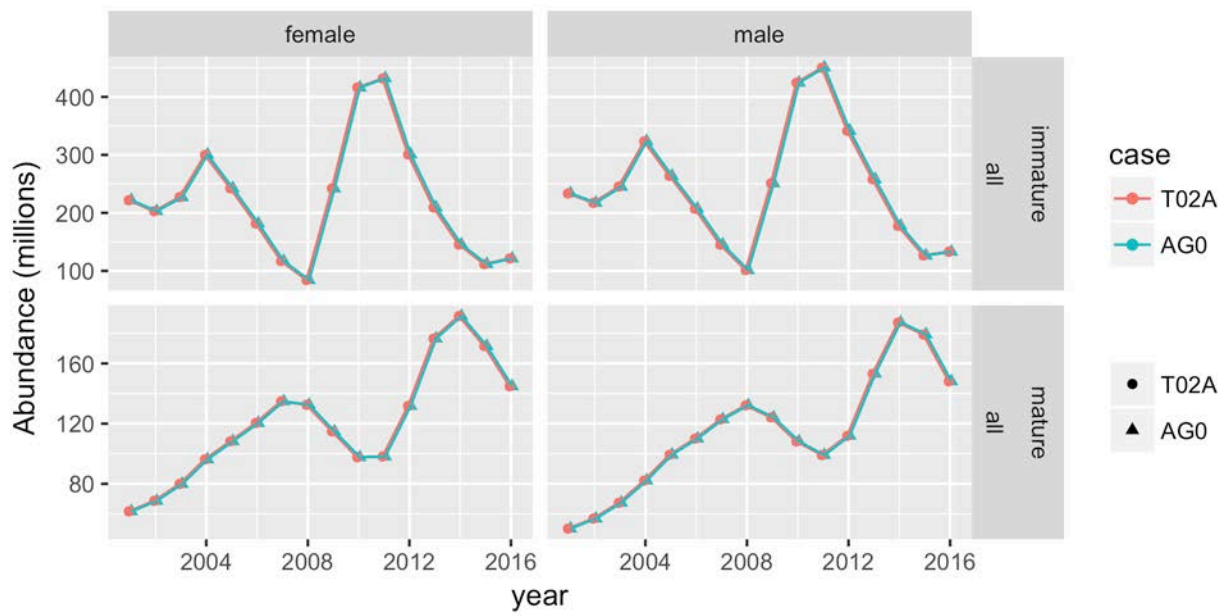 female
male
Abundance (millions)
400
300
200
100
160
120
80
immature
all
mature
all
2004
2008
2012
2016
2004
2008
2012
2016
year
case
T02A
AG0
T02A
AG0